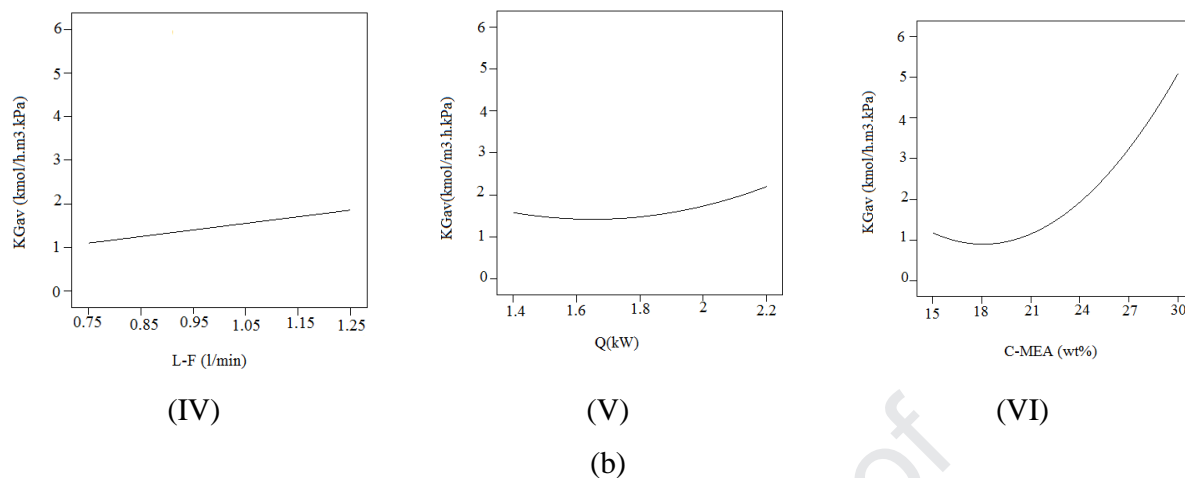 6
5
4
3
2
1
0
KGav (kmol/h.m3.kPa)
0.75 0.85 0.95 1.05 1.15 1.25
L-F (l/min)
(IV)
6
5
4
3
2
1
0
KGav(kmol/m3.h.kPa)
1.4 1.6 1.8 2 2.2
Q(kW)
(V)
6
5
4
3
2
1
0
KGav (kmol/h.m3.kPa)
15 18 21 24 27 30
C-MEA (wt%)
(VI)
(b)
of